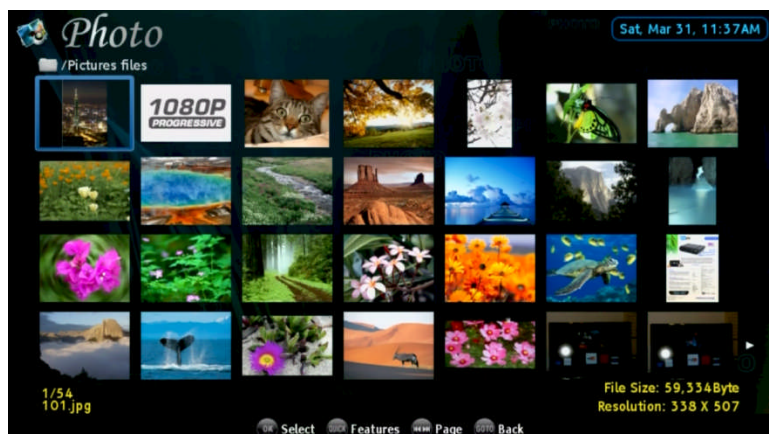 Photo
Sat, Mar 31, 11:37AM
/Pictures files
1080P
PROGRESSIVE
1/54
101.jpg
File Size: 59,334Byte
Resolution: 338 X 507
OK Select QUICK Features Page GOTO Back